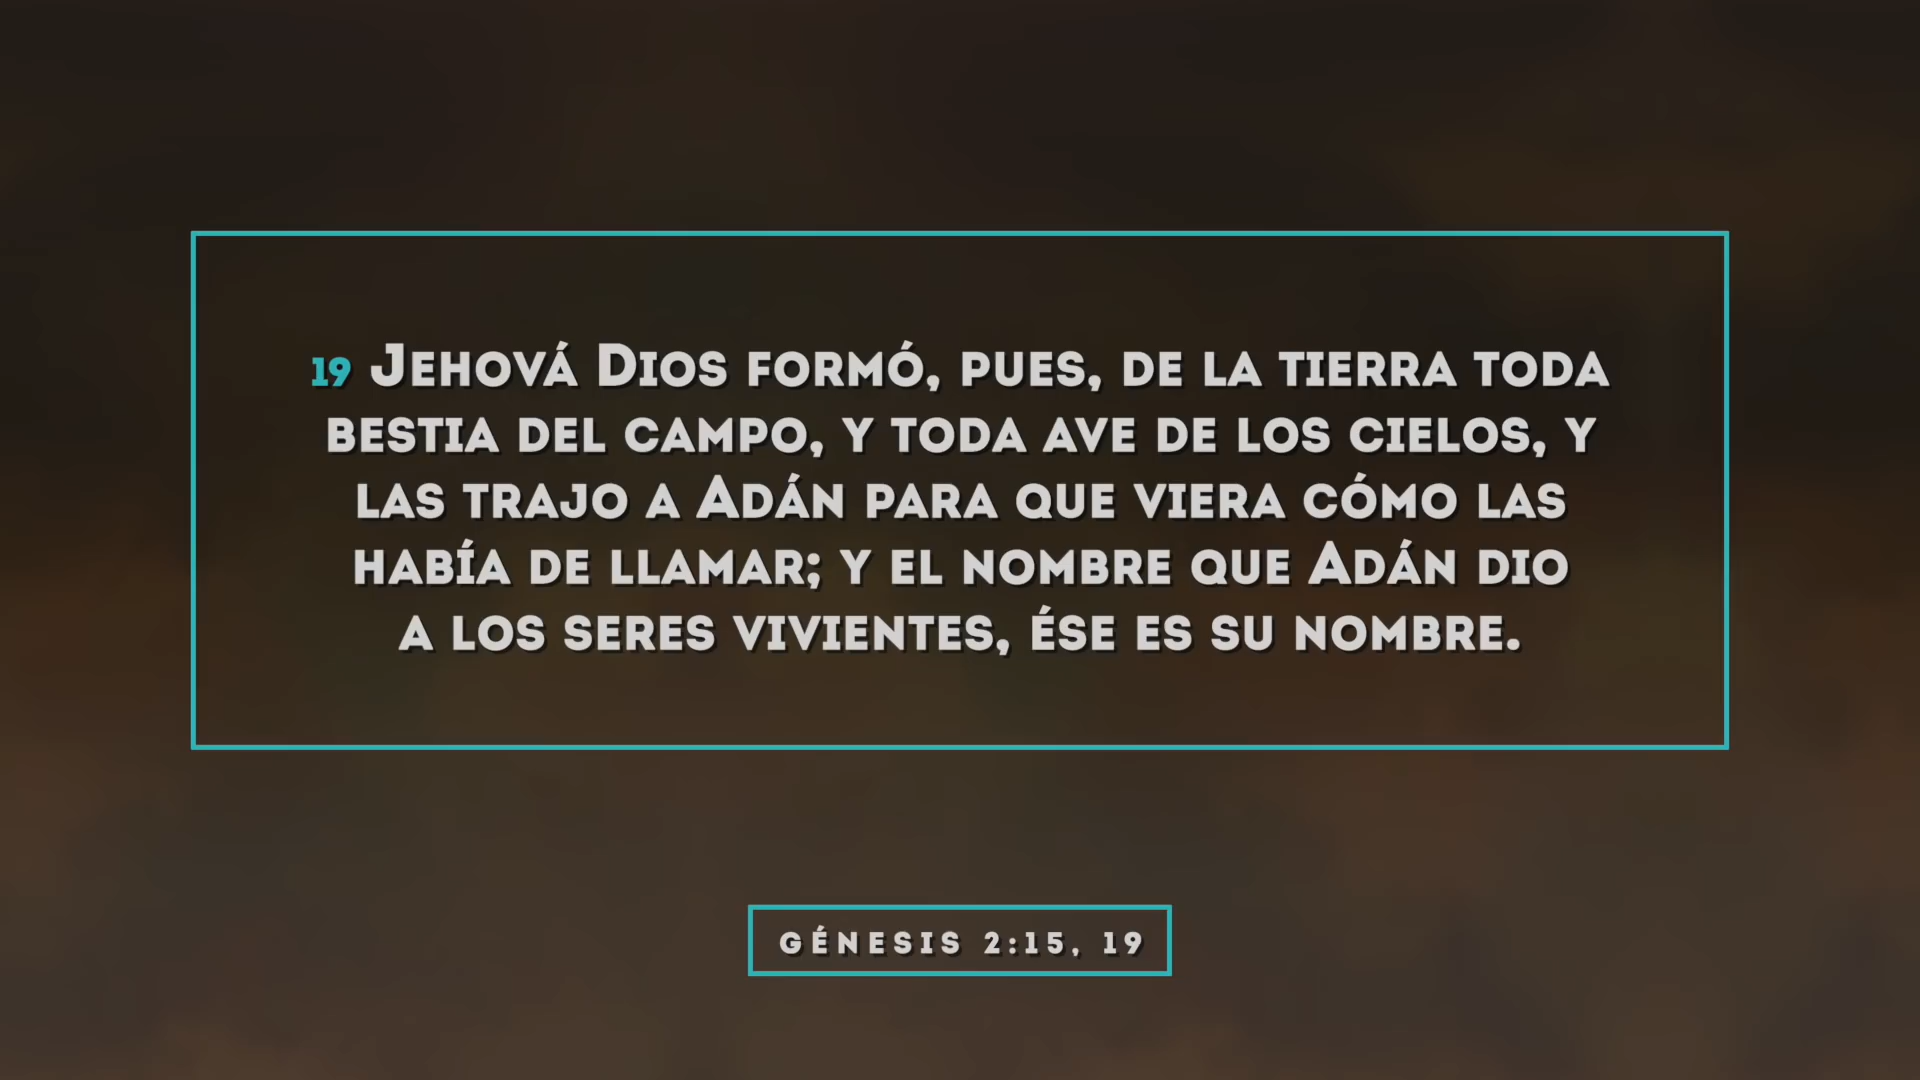 19 Jehová Dios formó, pues, de la tierra toda
bestia del campo, y toda ave de los cielos, y
las trajo a Adán para que viera cómo las
había de llamar; y el nombre que Adán dio
a los seres vivientes, ése es su nombre.
GÉNESIS 2:15, 19